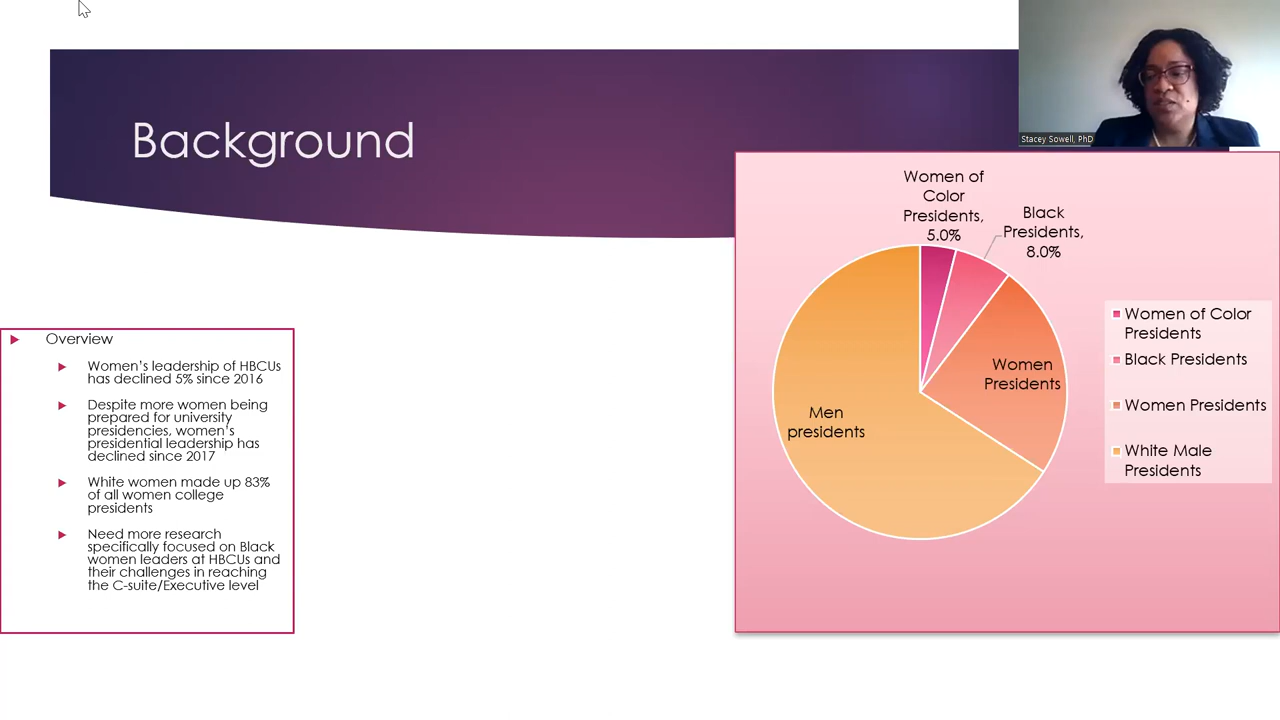 Background
Stacey Sowell, PhD
Overview
Women’s leadership of HBCUs
has declined 5% since 2016
Despite more women being
prepared for university
presidencies, women’s
presidential leadership has
declined since 2017
White women made up 83%
of all women college
presidents
Need more research
specifically focused on Black
women leaders at HBCUs and
their challenges in reaching
the C-suite/Executive level
Women of
Color
Presidents,
5.0%
Black
Presidents,
8.0%
Women
Presidents
Men
presidents
Women of Color
Presidents
Black Presidents
Women Presidents
White Male
Presidents